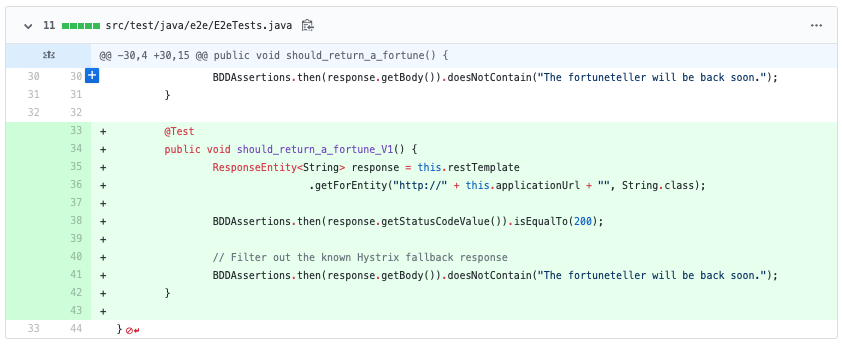 11 src/test/java/e2e/E2eTests.java
@@ -30,4 +30,15 @@ public void should_return_a_fortune() {
30 30 + BDDAssertions.then(response.getBody()).doesNotContain("The fortuneteller will be back soon.");
31 31 }
32 32
33 + @Test
34 + public void should_return_a_fortune_V1() {
35 + ResponseEntity<String> response = this.restTemplate
36 + .getForEntity("http://" + this.applicationUrl + "", String.class);
37 +
38 + BDDAssertions.then(response.getStatusCodeValue()).isEqualTo(200);
39 +
40 + // Filter out the known Hystrix fallback response
41 + BDDAssertions.then(response.getBody()).doesNotContain("The fortuneteller will be back soon.");
42 + }
43 +
33 44 }